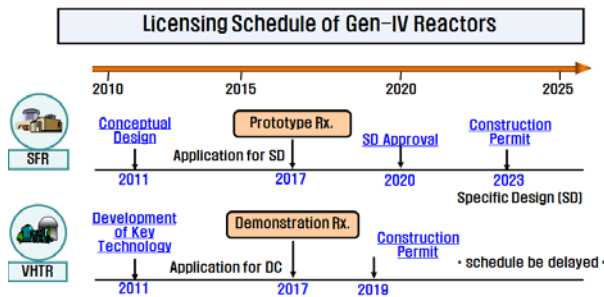 Licensing Schedule of Gen-IV Reactors
2010 2015 2020 2025
Conceptual
Design
Prototype Rx.
SD Approval
Construction
Permit
Application for SD
SFR
2011 2017 2020 2023
Specific Design (SD)
Development
of Key
Technology
Demonstration Rx.
Construction
Permit
• schedule be delayed •
Application for DC
VHTR
2011 2017 2019